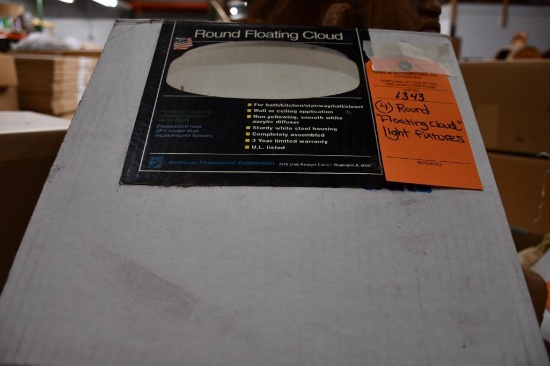 Round Floating Cloud
For bath/kitchen/stairway/hall/closet
Wall or ceiling application
Non-yellowing, smooth white
acrylic diffuser
Sturdy white steel housing
Completely assembled
3 Year limited warranty
U.L. listed
American Fluorescent Corporation
1343
(4) Round
"Floating Cloud"
light fixtures